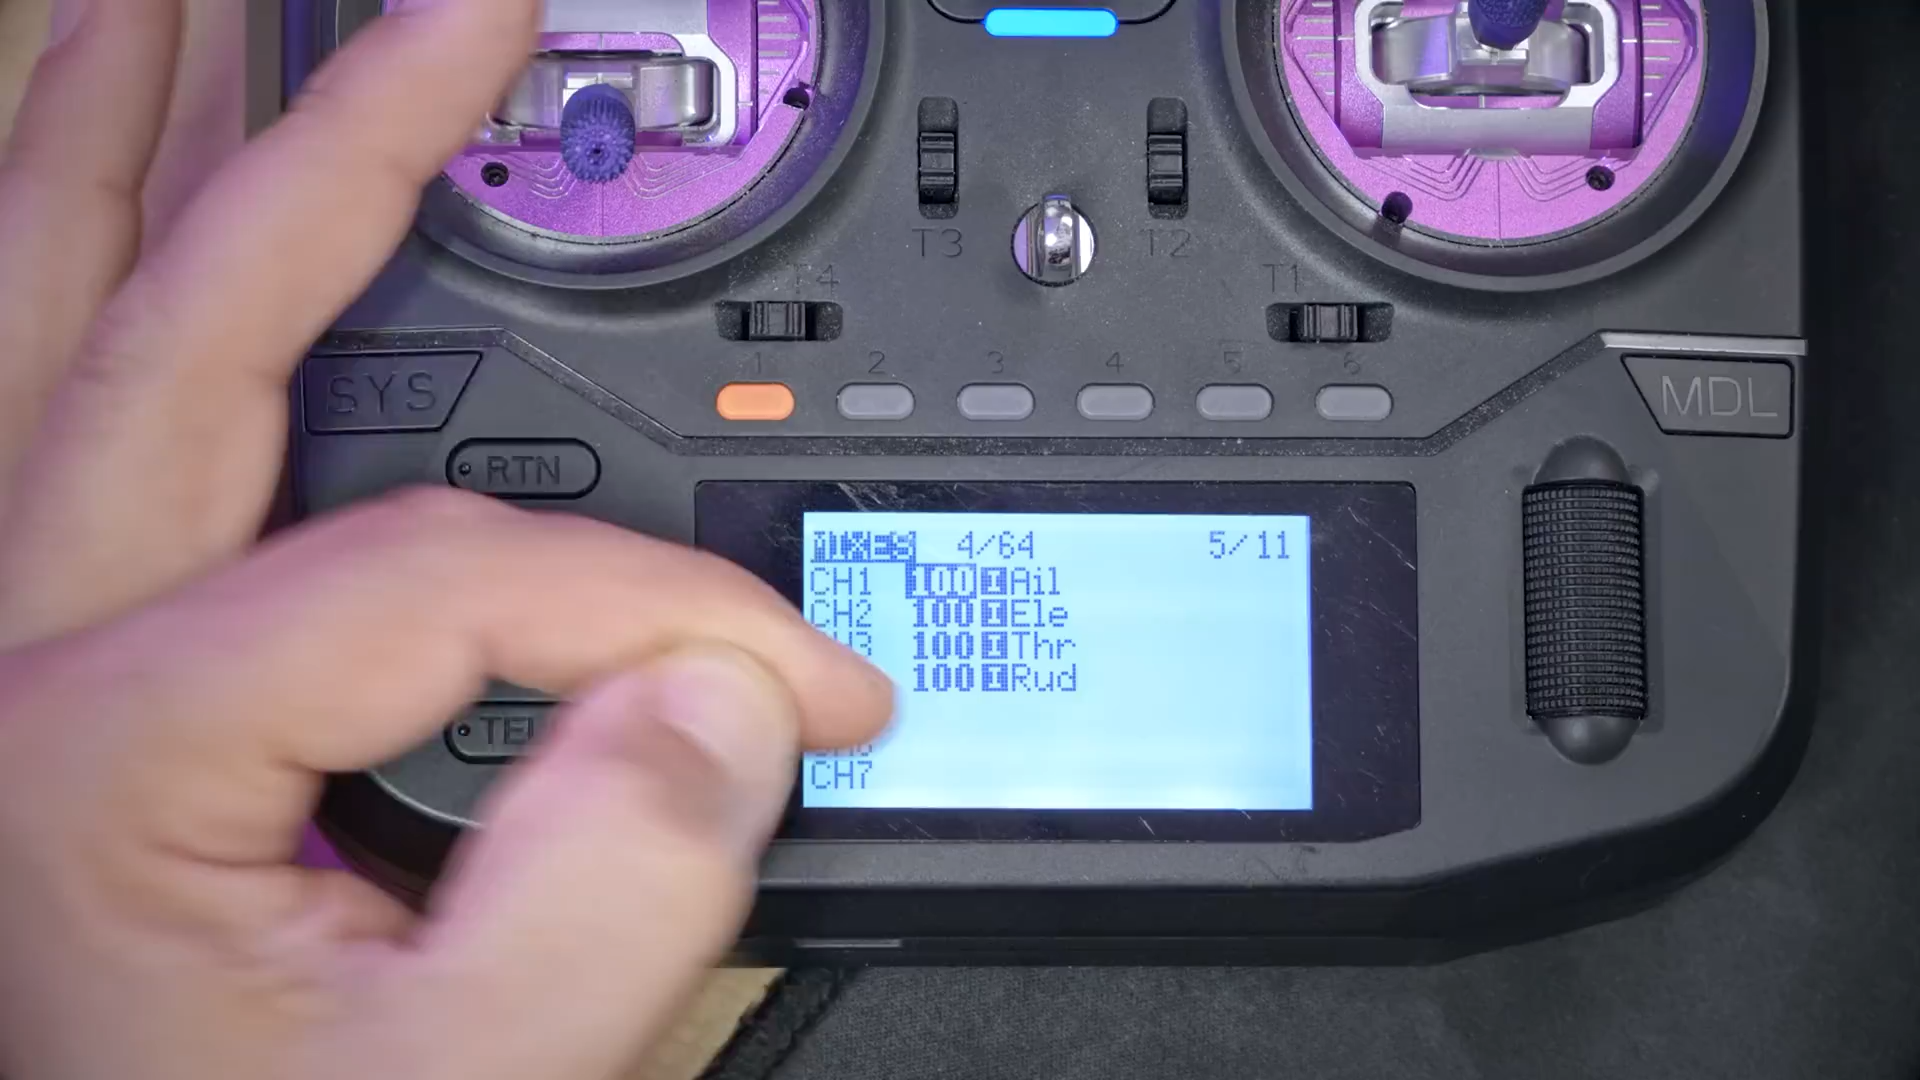 T3
T2
T4
T1
1 2 3 4 5 6
SYS
MDL
RTN
MIXES 4/64 5/11
CH1 100 I Ail
CH2 100 I Ele
100 I Thr
100 I Rud
CH7